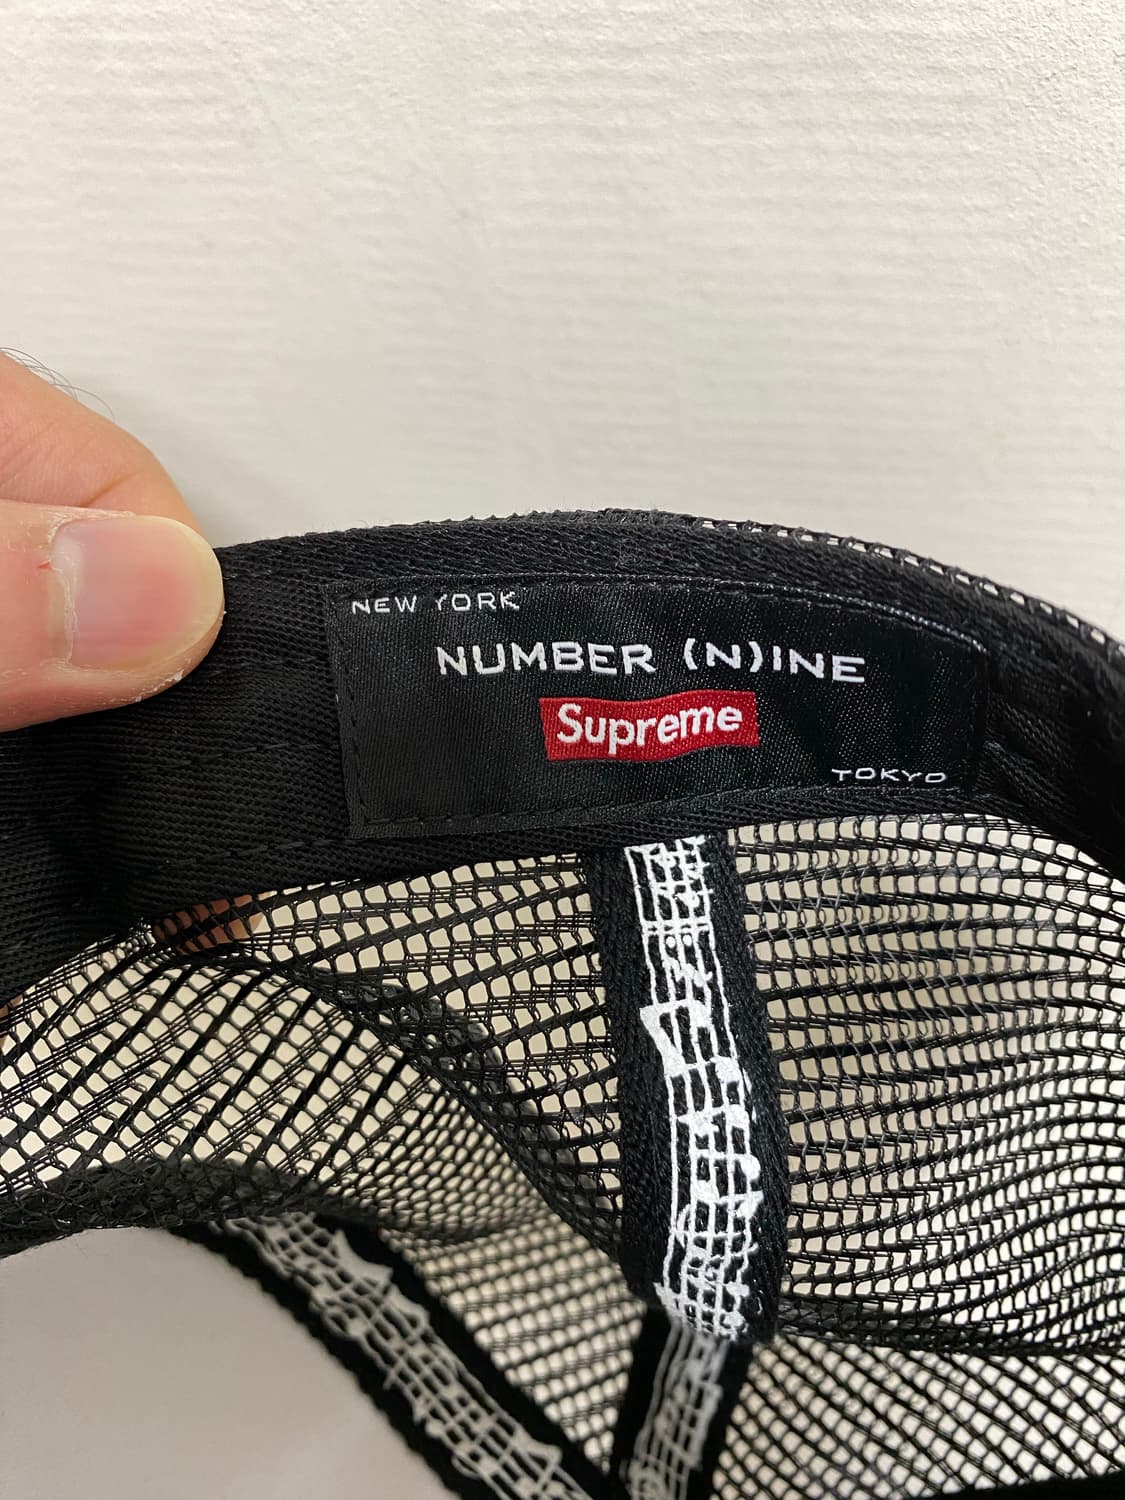 NEW YORK
NUMBER (N)INE
Supreme
TOKYO